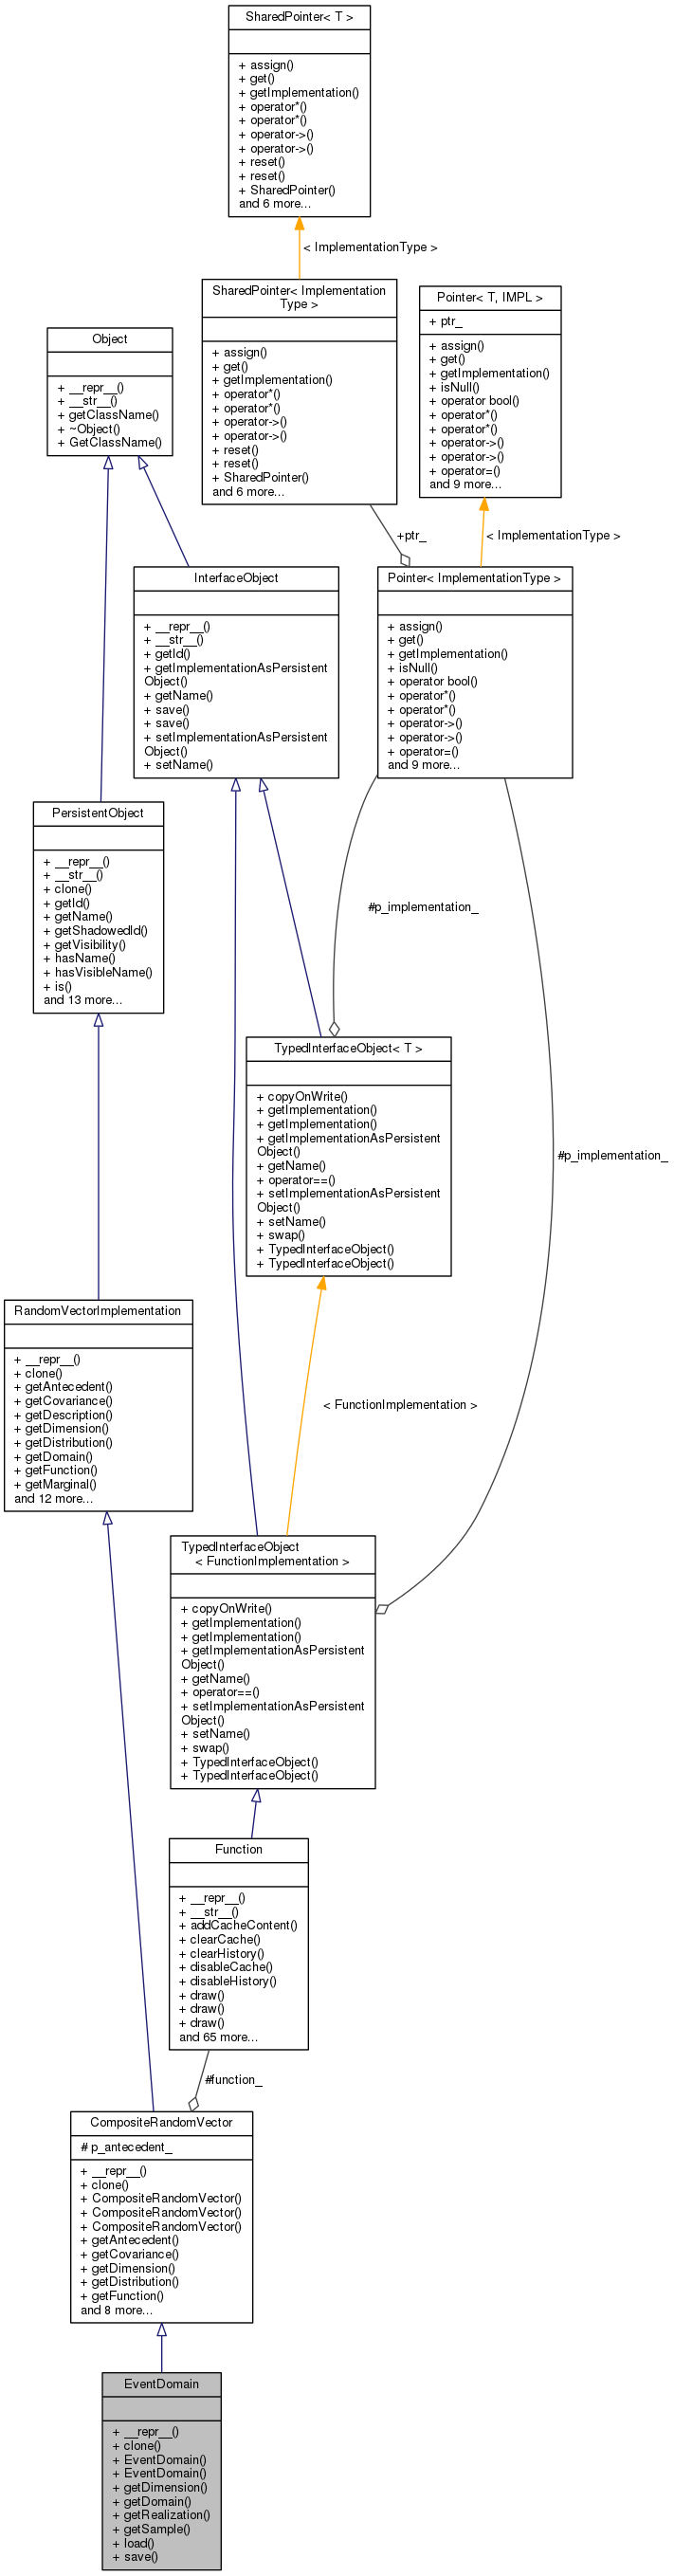 SharedPointer< T >
+ assign()
+ get()
+ getImplementation()
+ operator*()
+ operator*()
+ operator->()
+ operator->()
+ reset()
+ reset()
+ SharedPointer()
and 6 more...
< ImplementationType >
SharedPointer< Implementation
Type >
+ assign()
+ get()
+ getImplementation()
+ operator*()
+ operator*()
+ operator->()
+ operator->()
+ reset()
+ reset()
+ SharedPointer()
and 6 more...
Pointer< T, IMPL >
+ ptr_
+ assign()
+ get()
+ getImplementation()
+ isNull()
+ operator bool()
+ operator*()
+ operator*()
+ operator->()
+ operator->()
+ operator=()
and 9 more...
Object
+ __repr__()
+ __str__()
+ getClassName()
+ ~Object()
+ GetClassName()
+ptr_
< ImplementationType >
InterfaceObject
+ __repr__()
+ __str__()
+ getId()
+ getImplementationAsPersistent
Object()
+ getName()
+ save()
+ save()
+ setImplementationAsPersistent
Object()
+ setName()
Pointer< ImplementationType >
+ assign()
+ get()
+ getImplementation()
+ isNull()
+ operator bool()
+ operator*()
+ operator*()
+ operator->()
+ operator->()
+ operator=()
and 9 more...
PersistentObject
+ __repr__()
+ __str__()
+ clone()
+ getId()
+ getName()
+ getShadowedId()
+ getVisibility()
+ hasName()
+ hasVisibleName()
+ is()
and 13 more...
#p_implementation_
TypedInterfaceObject< T >
+ copyOnWrite()
+ getImplementation()
+ getImplementation()
+ getImplementationAsPersistent
Object()
+ getName()
+ operator==()
+ setImplementationAsPersistent
Object()
+ setName()
+ swap()
+ TypedInterfaceObject()
+ TypedInterfaceObject()
#p_implementation_
RandomVectorImplementation
+ __repr__()
+ clone()
+ getAntecedent()
+ getCovariance()
+ getDescription()
+ getDimension()
+ getDistribution()
+ getDomain()
+ getFunction()
+ getMarginal()
and 12 more...
< FunctionImplementation >
TypedInterfaceObject
< FunctionImplementation >
+ copyOnWrite()
+ getImplementation()
+ getImplementation()
+ getImplementationAsPersistent
Object()
+ getName()
+ operator==()
+ setImplementationAsPersistent
Object()
+ setName()
+ swap()
+ TypedInterfaceObject()
+ TypedInterfaceObject()
Function
+ __repr__()
+ __str__()
+ addCacheContent()
+ clearCache()
+ clearHistory()
+ disableCache()
+ disableHistory()
+ draw()
+ draw()
+ draw()
and 65 more...
#function_
CompositeRandomVector
# p_antecedent_
+ __repr__()
+ clone()
+ CompositeRandomVector()
+ CompositeRandomVector()
+ CompositeRandomVector()
+ getAntecedent()
+ getCovariance()
+ getDimension()
+ getDistribution()
+ getFunction()
and 8 more...
EventDomain
+ __repr__()
+ clone()
+ EventDomain()
+ EventDomain()
+ getDimension()
+ getDomain()
+ getRealization()
+ getSample()
+ load()
+ save()